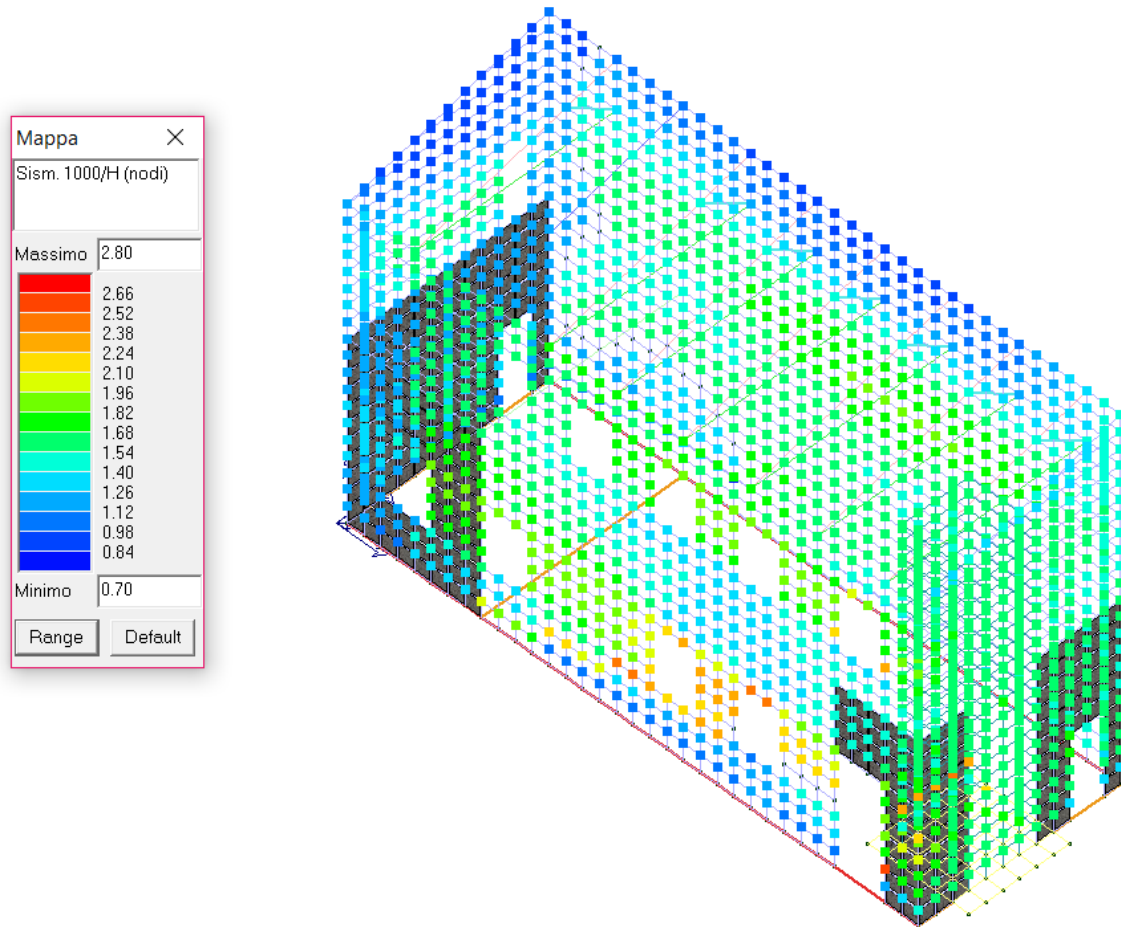 Mappa
Sism. 1000/H (nodi)
Massimo 2.80
2.66
2.52
2.38
2.24
2.10
1.96
1.82
1.68
1.54
1.40
1.26
1.12
0.98
0.84
Minimo 0.70
Range Default